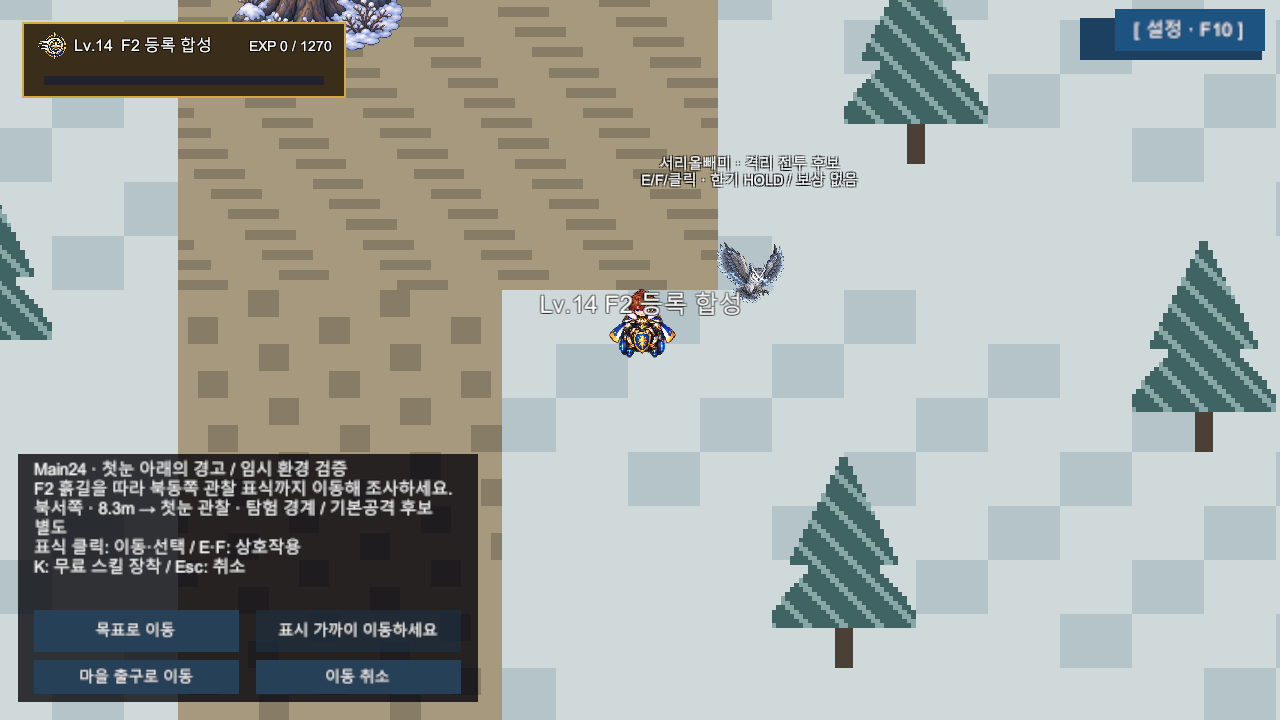 Lv.14 F2 등록 합성
EXP 0 / 1270
[ 설정 · F10 ]
서리올빼미 · 격리 전투 후보
E/F/클릭 · 한기 HOLD / 보상 없음
Lv.14 F2 등록 합성
Main24 · 첫눈 아래의 경고 / 임시 환경 검증
F2 흙길을 따라 북동쪽 관찰 표식까지 이동해 조사하세요.
북서쪽 · 8.3m → 첫눈 관찰 · 탐험 경계 / 기본공격 후보
별도
표식 클릭: 이동·선택 / E·F: 상호작용
K: 무료 스킬 장착 / Esc: 취소
목표로 이동
표시 가까이 이동하세요
마을 출구로 이동
이동 취소